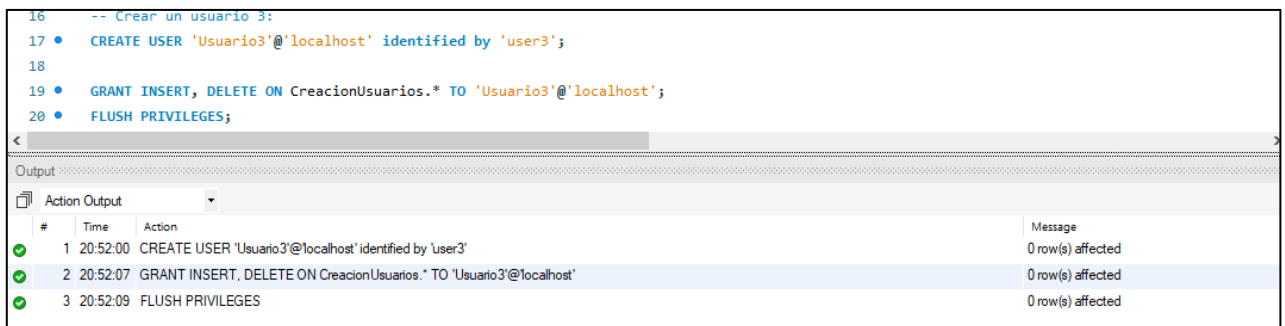 16 -- Crear un usuario 3:
17 CREATE USER 'Usuario3'@'localhost' identified by 'user3';
18
19 GRANT INSERT, DELETE ON CreacionUsuarios.* TO 'Usuario3'@'localhost';
20 FLUSH PRIVILEGES;
Output
Action Output
# Time Action Message
1 20:52:00 CREATE USER 'Usuario3'@'localhost' identified by 'user3' 0 row(s) affected
2 20:52:07 GRANT INSERT, DELETE ON CreacionUsuarios.* TO 'Usuario3'@'localhost' 0 row(s) affected
3 20:52:09 FLUSH PRIVILEGES 0 row(s) affected